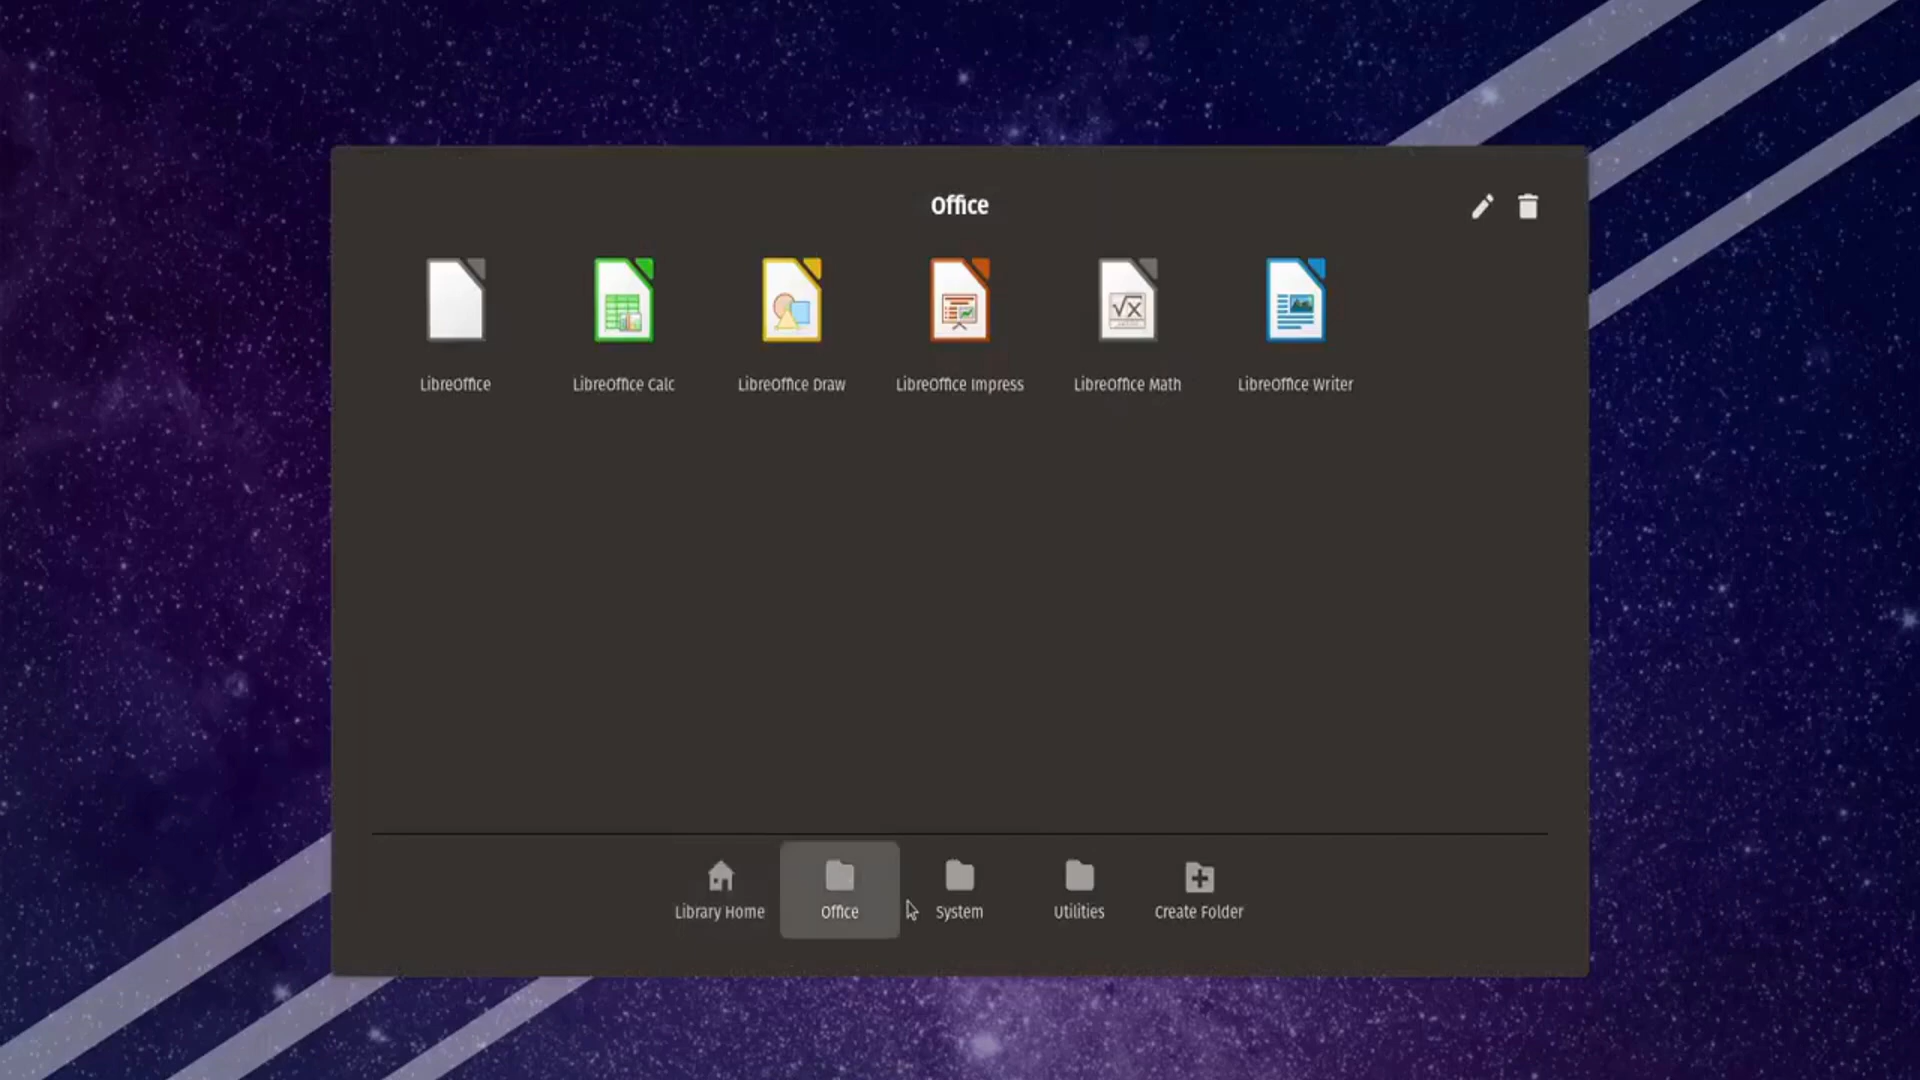 Office
LibreOffice LibreOffice Calc LibreOffice Draw LibreOffice Impress LibreOffice Math LibreOffice Writer
Library Home Office System Utilities Create Folder